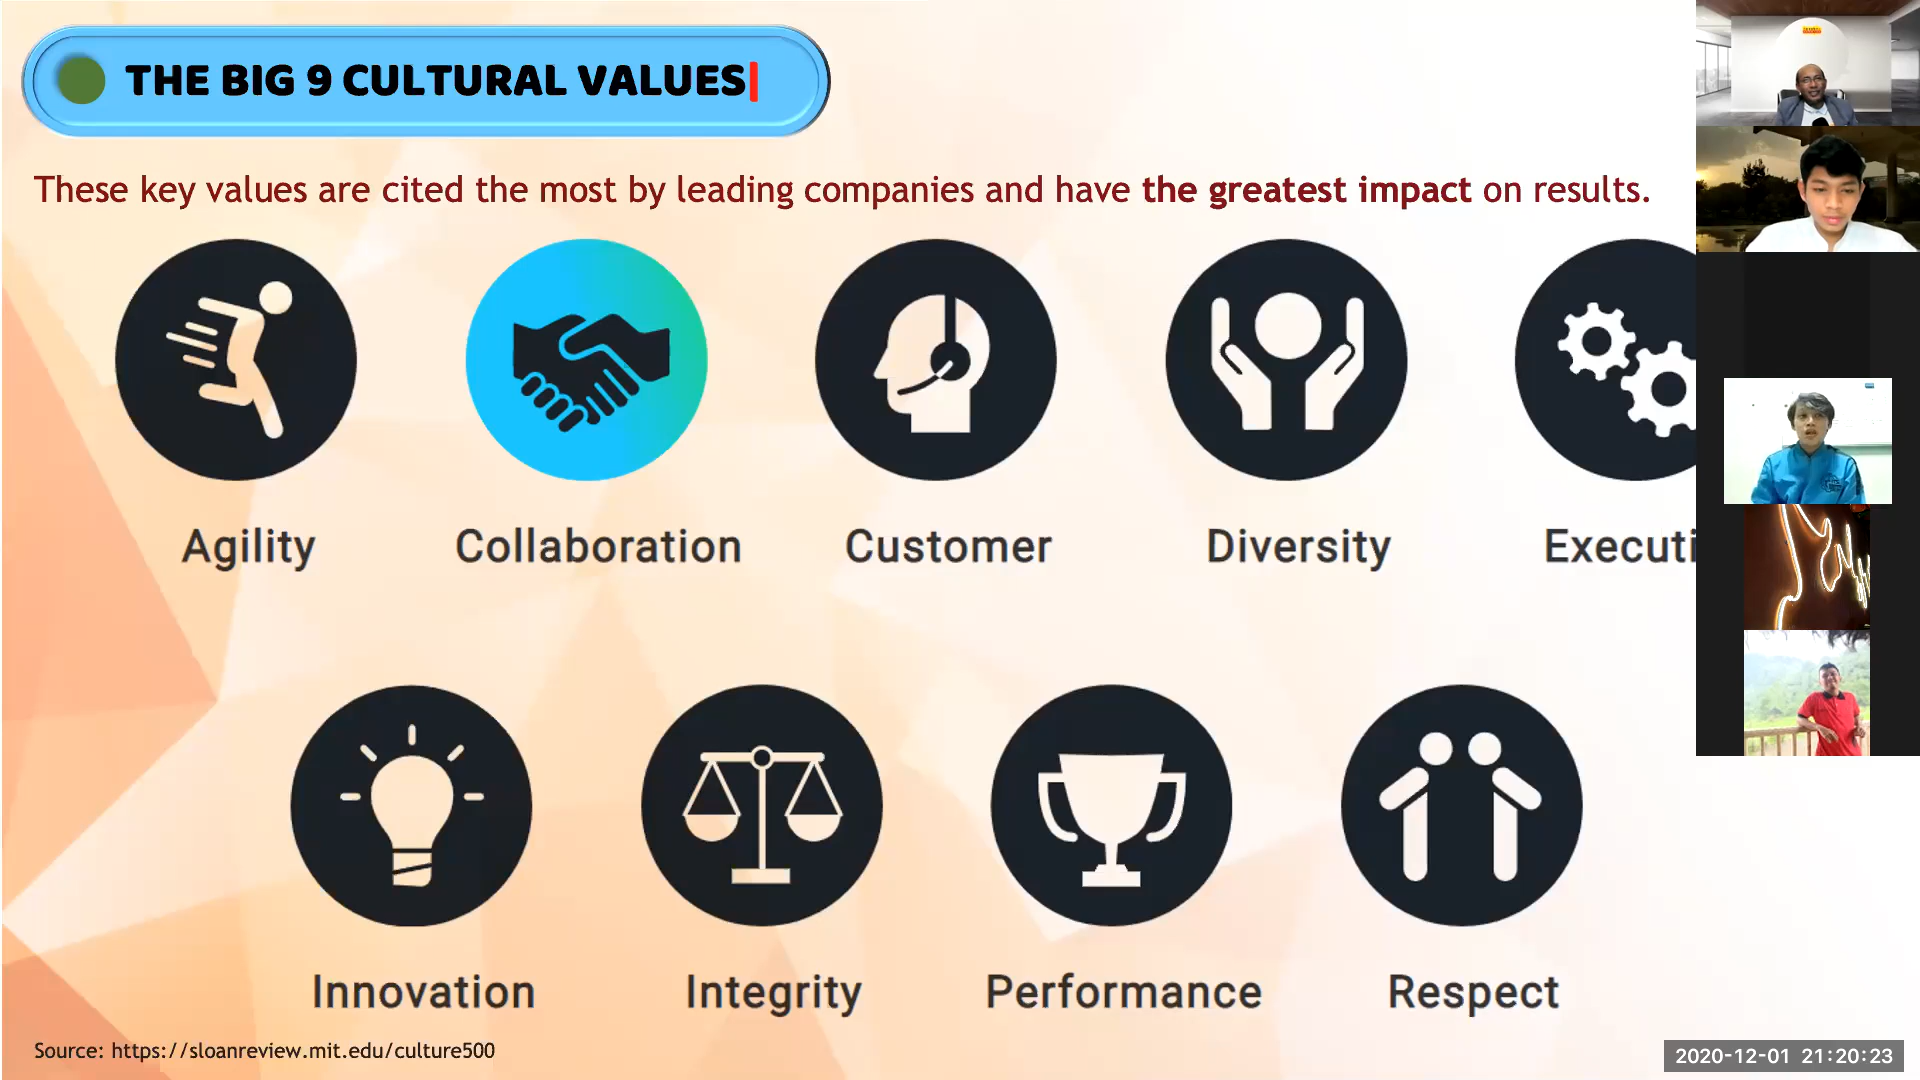 THE BIG 9 CULTURAL VALUES
These key values are cited the most by leading companies and have the greatest impact on results.
Agility
Collaboration
Customer
Diversity
Executi
Innovation
Integrity
Performance
Respect
Source: https://sloanreview.mit.edu/culture500
2020-12-01 21:20:23